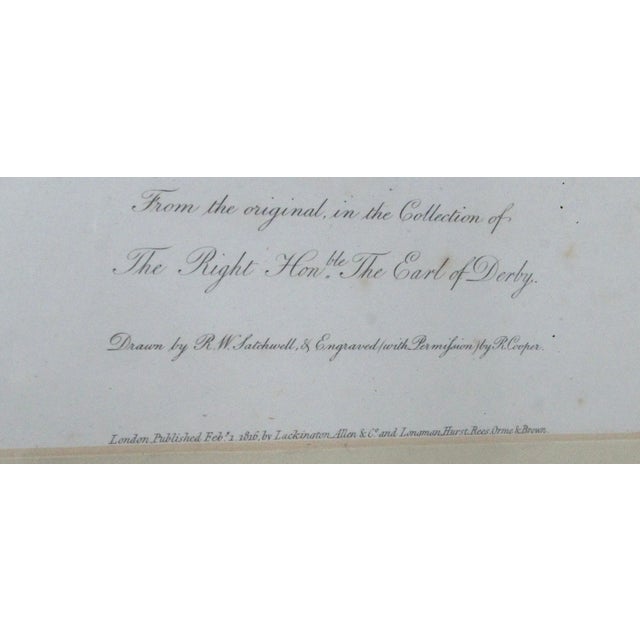 From the original, in the Collection of
The Right Hon.ble The Earl of Derby.
Drawn by R.W. Satchwell, & Engraved (with Permiſsion) by R. Cooper.
London, Published Feb.y 1. 1816, by Lackington Allen & Co. and Longman, Hurst, Rees, Orme & Brown